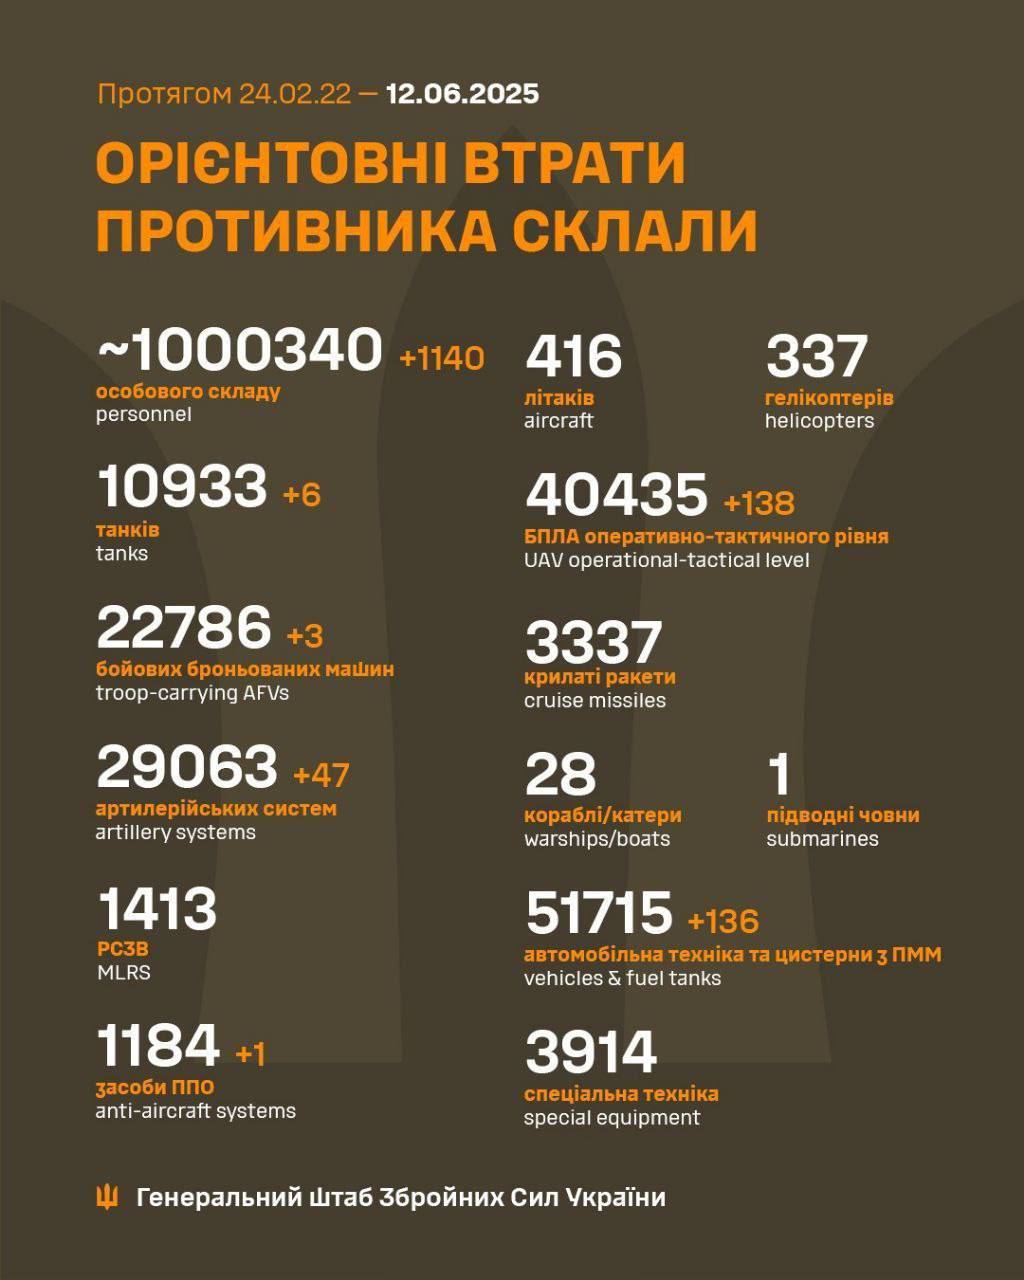 Протягом 24.02.22 — 12.06.2025
ОРІЄНТОВНІ ВТРАТИ
ПРОТИВНИКА СКЛАЛИ
~1000340 +1140
особового складу
personnel
10933 +6
танків
tanks
22786 +3
бойових броньованих машин
troop-carrying AFVs
29063 +47
артилерійських систем
artillery systems
1413
РСЗВ
MLRS
1184 +1
засоби ППО
anti-aircraft systems
416
літаків
aircraft
337
гелікоптерів
helicopters
40435 +138
БПЛА оперативно-тактичного рівня
UAV operational-tactical level
3337
крилаті ракети
cruise missiles
28
кораблі/катери
warships/boats
1
підводні човни
submarines
51715 +136
автомобільна техніка та цистерни з ПММ
vehicles & fuel tanks
3914
спеціальна техніка
special equipment
Генеральний штаб Збройних Сил України